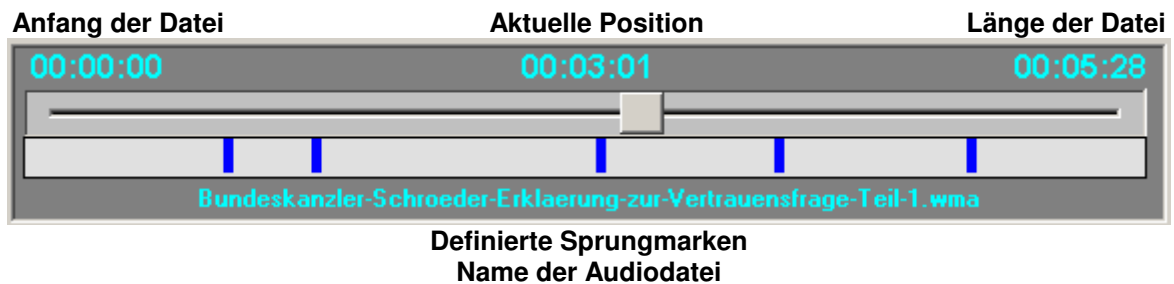 Anfang der Datei Aktuelle Position Länge der Datei
00:00:00 00:03:01 00:05:28
Bundeskanzler-Schroeder-Erklaerung-zur-Vertrauensfrage-Teil-1.wma
Definierte Sprungmarken
Name der Audiodatei